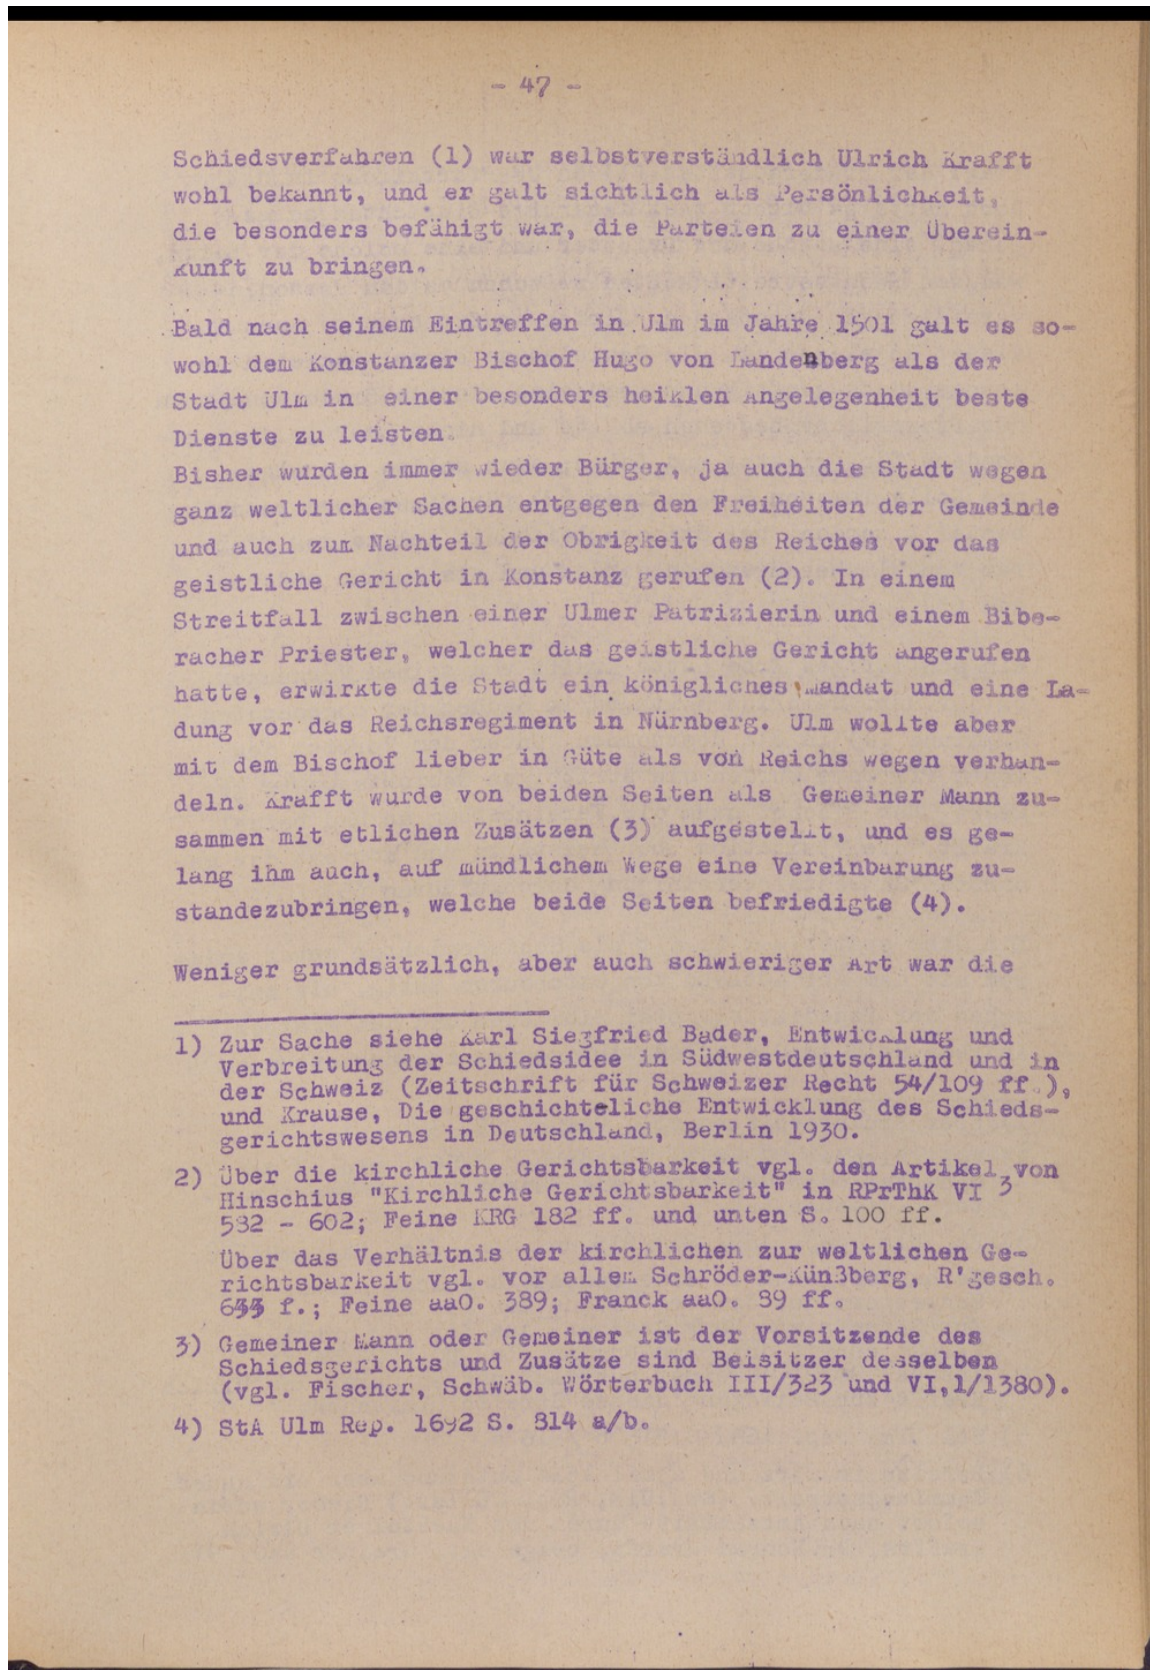 - 47 -
Schiedsverfahren (1) war selbstverständlich Ulrich Krafft
wohl bekannt, und er galt sichtlich als Persönlichkeit,
die besonders befähigt war, die Parteien zu einer Überein-
kunft zu bringen.
Bald nach seinem Eintreffen in Ulm im Jahre 1501 galt es so-
wohl dem Konstanzer Bischof Hugo von Landenberg als der
Stadt Ulm in einer besonders heiklen Angelegenheit beste
Dienste zu leisten.
Bisher wurden immer wieder Bürger, ja auch die Stadt wegen
ganz weltlicher Sachen entgegen den Freiheiten der Gemeinde
und auch zum Nachteil der Obrigkeit des Reiches vor das
geistliche Gericht in Konstanz gerufen (2). In einem
Streitfall zwischen einer Ulmer Patrizierin und einem Bibe-
racher Priester, welcher das geistliche Gericht angerufen
hatte, erwirkte die Stadt ein königliches Mandat und eine La-
dung vor das Reichsregiment in Nürnberg. Ulm wollte aber
mit dem Bischof lieber in Güte als von Reichs wegen verhan-
deln. Krafft wurde von beiden Seiten als Gemeiner Mann zu-
sammen mit etlichen Zusätzen (3) aufgestellt, und es ge-
lang ihm auch, auf mündlichem Wege eine Vereinbarung zu-
standezubringen, welche beide Seiten befriedigte (4).
Weniger grundsätzlich, aber auch schwieriger Art war die
1) Zur Sache siehe Karl Siegfried Bader, Entwicklung und
Verbreitung der Schiedsidee in Südwestdeutschland und in
der Schweiz (Zeitschrift für Schweizer Recht 54/109 ff.),
und Krause, Die geschichteliche Entwicklung des Schieds-
gerichtswesens in Deutschland, Berlin 1930.
2) Über die kirchliche Gerichtsbarkeit vgl. den Artikel von
Hinschius "Kirchliche Gerichtsbarkeit" in RPrThK VI 3
582 - 602; Feine KRG 182 ff. und unten S. 100 ff.
Über das Verhältnis der kirchlichen zur weltlichen Ge-
richtsbarkeit vgl. vor allem Schröder-Künßberg, R'gesch.
633 f.; Feine aaO. 389; Franck aaO. 89 ff.
3) Gemeiner Mann oder Gemeiner ist der Vorsitzende des
Schiedsgerichts und Zusätze sind Beisitzer desselben
(vgl. Fischer, Schwäb. Wörterbuch III/323 und VI,1/1380).
4) StA Ulm Rep. 1692 S. 814 a/b.